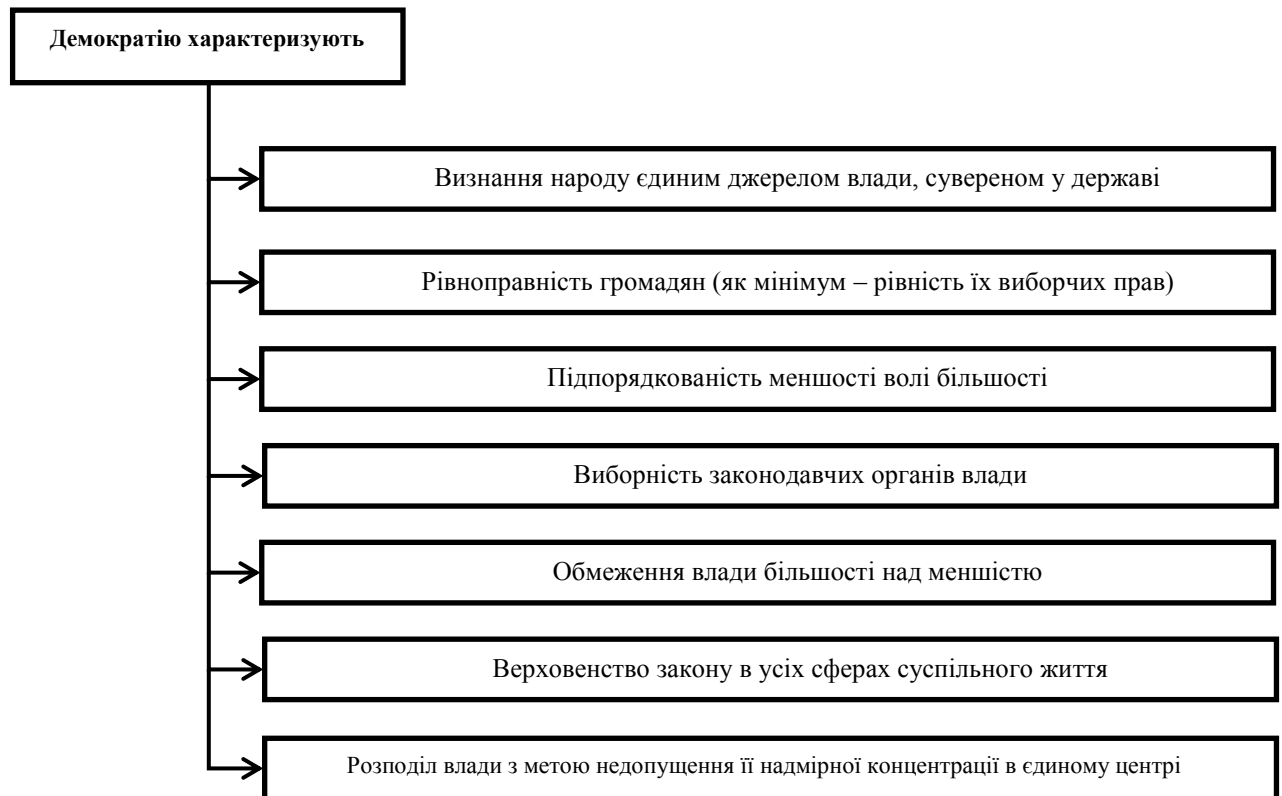 Демократію характеризують
Визнання народу єдиним джерелом влади, сувереном у державі
Рівноправність громадян (як мінімум – рівність їх виборчих прав)
Підпорядкованість меншості волі більшості
Виборність законодавчих органів влади
Обмеження влади більшості над меншістю
Верховенство закону в усіх сферах суспільного життя
Розподіл влади з метою недопущення її надмірної концентрації в єдиному центрі